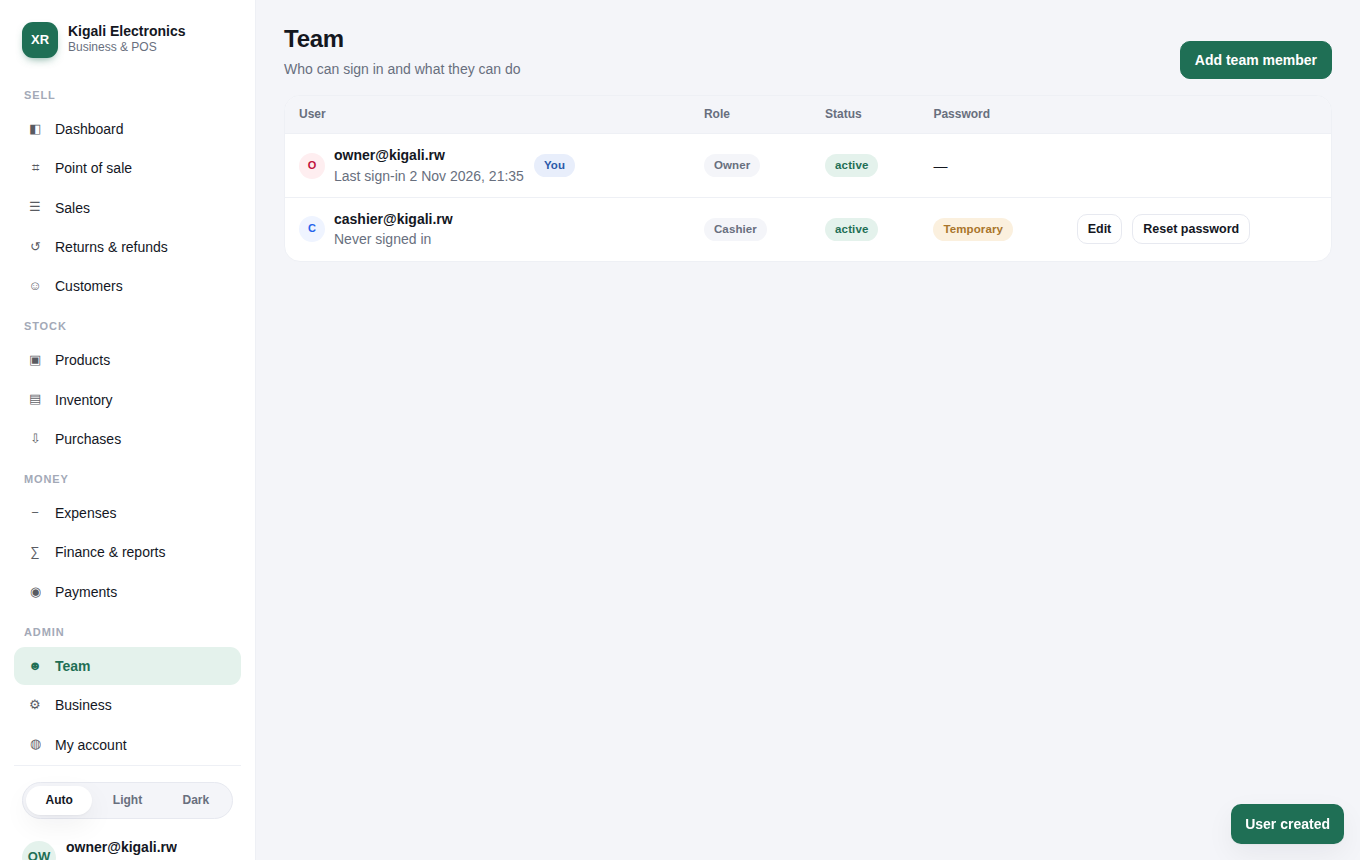 XR
Kigali Electronics
Business & POS
SELL
Dashboard
Point of sale
Sales
Returns & refunds
Customers
STOCK
Products
Inventory
Purchases
MONEY
Expenses
Finance & reports
Payments
ADMIN
Team
Business
My account
Auto Light Dark
OW
owner@kigali.rw
Team
Who can sign in and what they can do
Add team member
User Role Status Password
O owner@kigali.rw You Owner active —
Last sign-in 2 Nov 2026, 21:35
C cashier@kigali.rw Cashier active Temporary Edit Reset password
Never signed in
User created